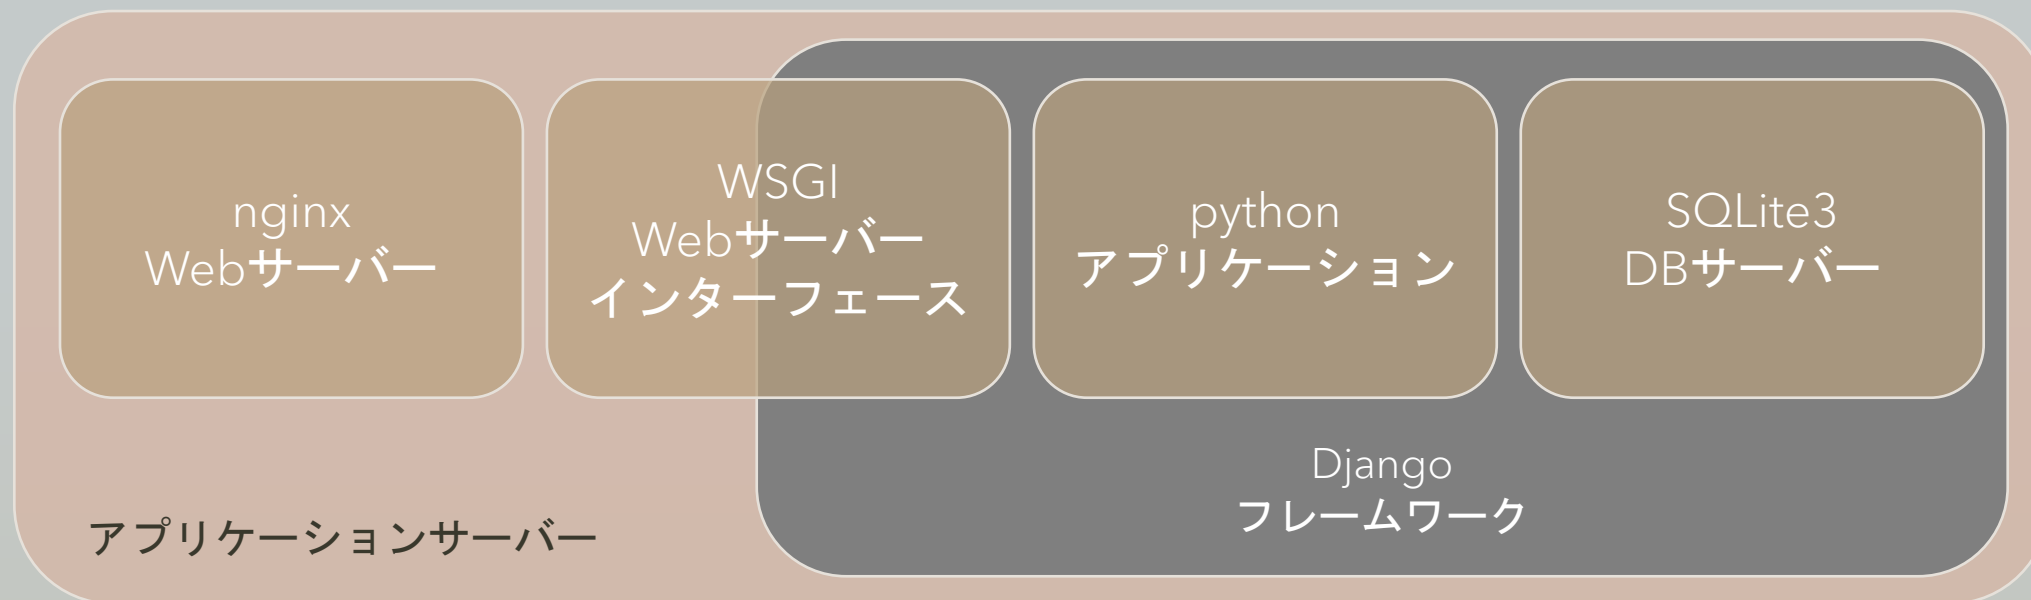 nginx
Webサーバー
WSGI
Webサーバー
インターフェース
python
アプリケーション
SQLite3
DBサーバー
Django
フレームワーク
アプリケーションサーバー